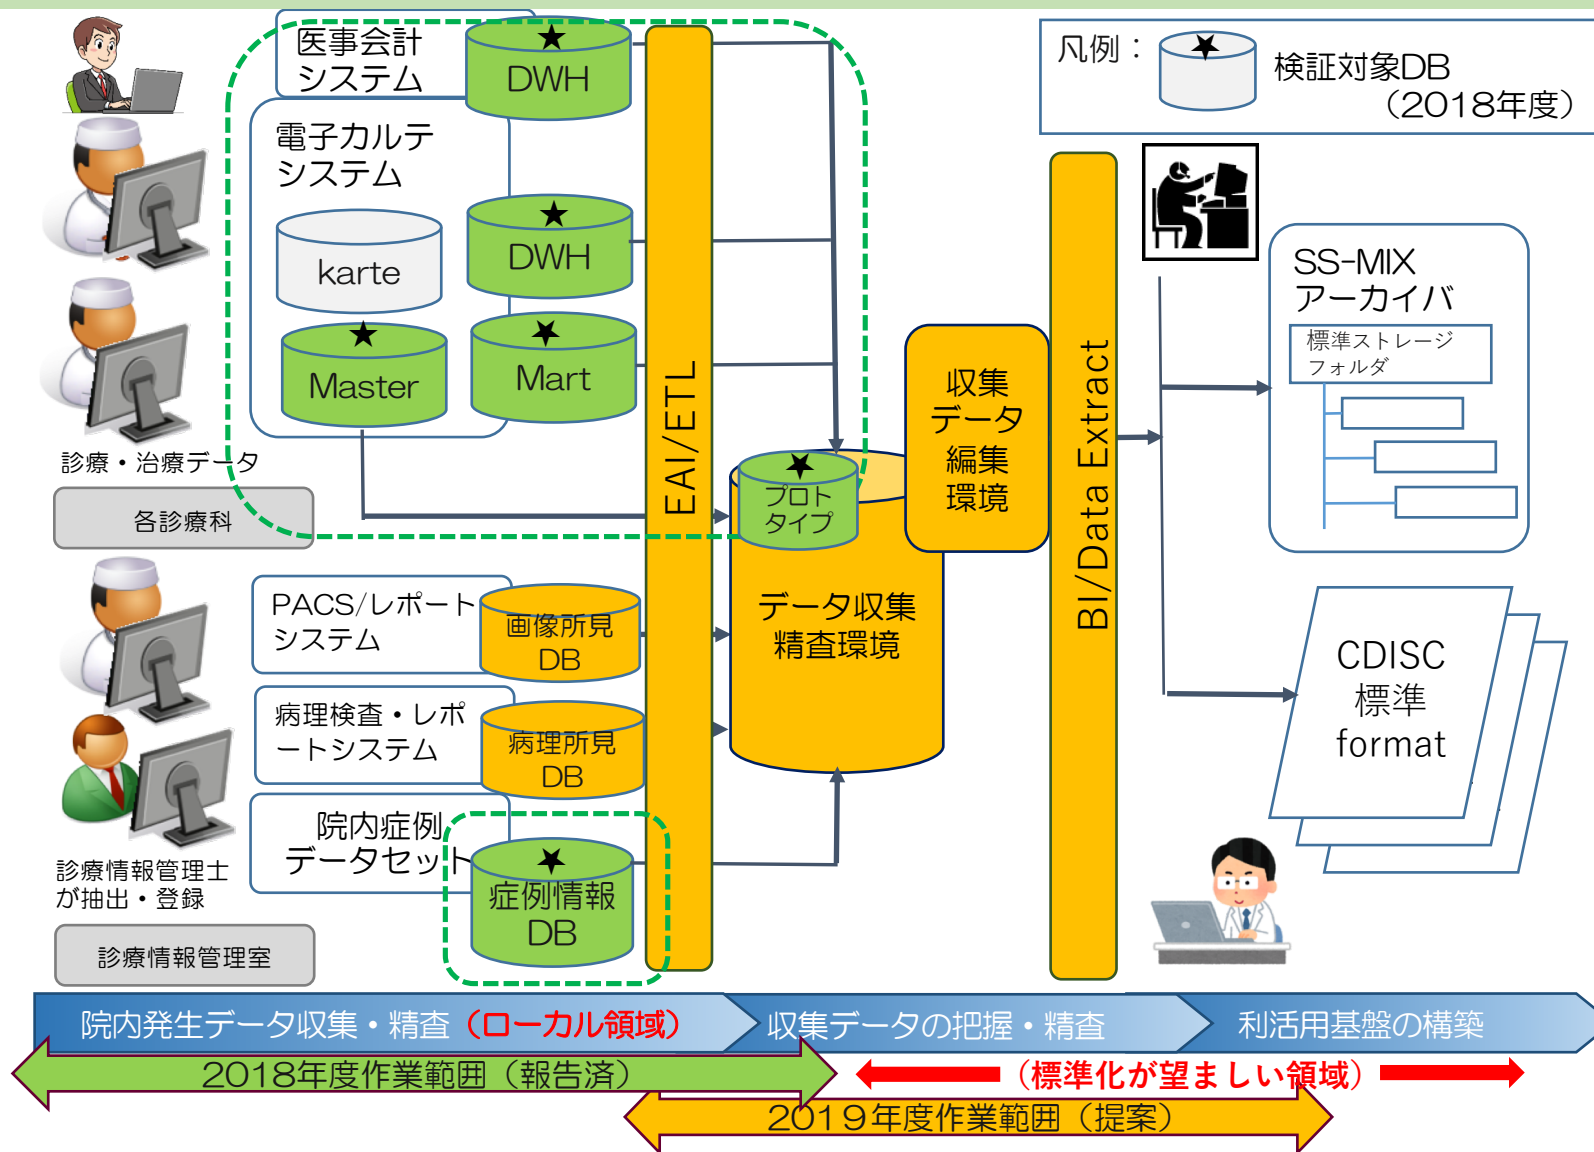 医事会計
システム
DWH
凡例：
検証対象DB
（2018年度）
電子カルテ
システム
karte
DWH
Master
Mart
EAI/ETL
診療・治療データ
各診療科
プロト
タイプ
収集
データ
編集
環境
BI/Data Extract
SS-MIX
アーカイバ
標準ストレージ
フォルダ
PACS/レポート
システム
画像所見
DB
データ収集
精査環境
病理検査・レポ
ートシステム
病理所見
DB
CDISC
標準
format
院内症例
データセット
症例情報
DB
診療情報管理士
が抽出・登録
診療情報管理室
院内発生データ収集・精査（ローカル領域）
収集データの把握・精査
利活用基盤の構築
2018年度作業範囲（報告済）
（標準化が望ましい領域）
2019年度作業範囲（提案）